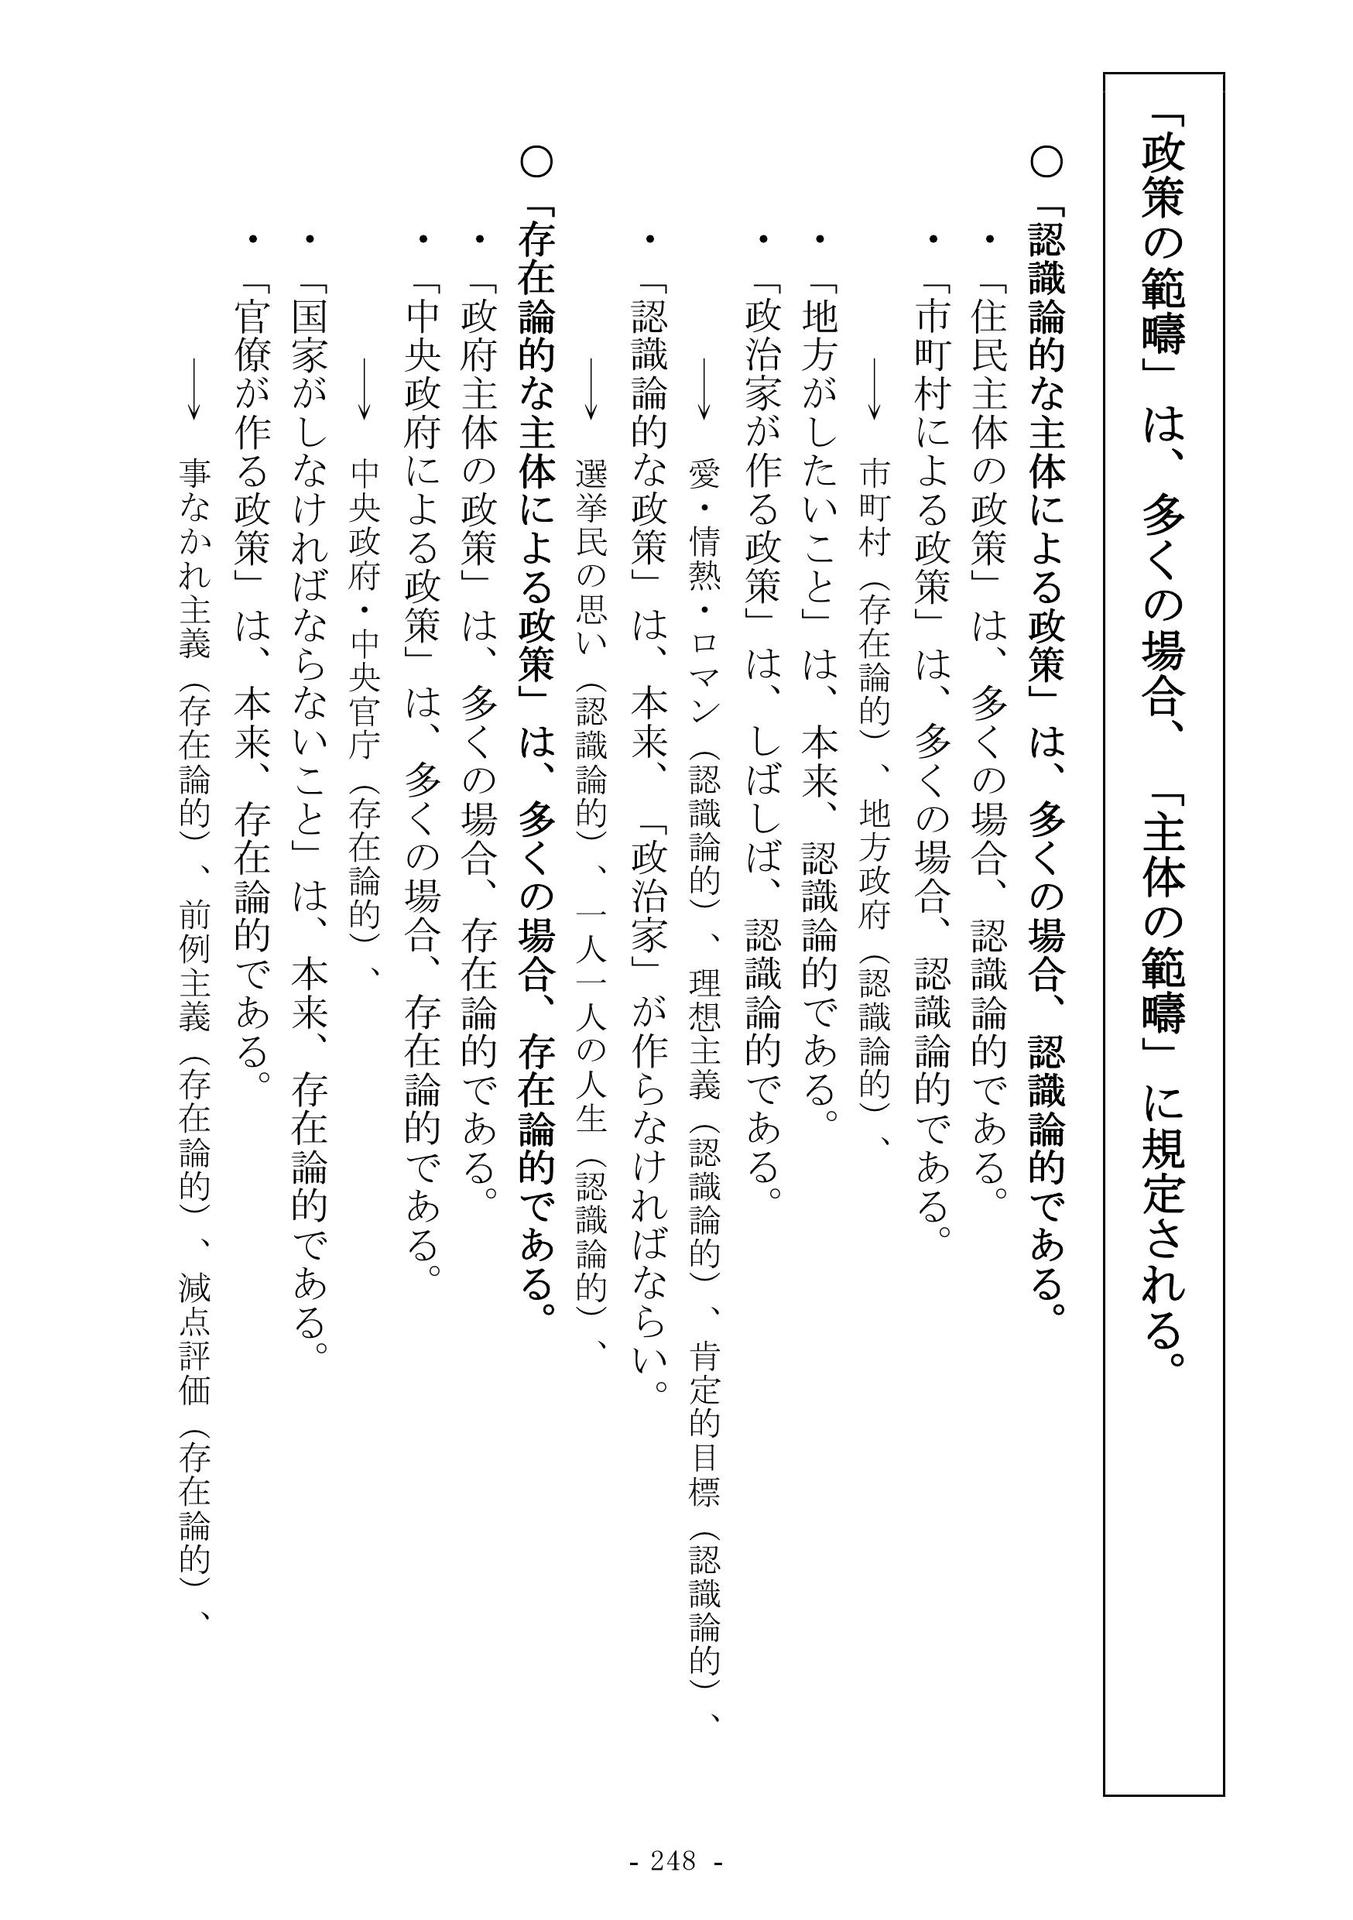 「政策の範疇」は、多くの場合、「主体の範疇」に規定される。
○「認識論的な主体による政策」は、多くの場合、認識論的である。
・「住民主体の政策」は、多くの場合、認識論的である。
・「市町村による政策」は、多くの場合、認識論的である。
→ 市町村（存在論的）、地方政府（認識論的）、
・「地方がしたいこと」は、本来、認識論的である。
・「政治家が作る政策」は、しばしば、認識論的である。
→ 愛・情熱・ロマン（認識論的）、理想主義（認識論的）、肯定的目標（認識論的）、
・「認識論的な政策」は、本来、「政治家」が作らなければならい。
→ 選挙民の思い（認識論的）、一人一人の人生（認識論的）、
○「存在論的な主体による政策」は、多くの場合、存在論的である。
・「政府主体の政策」は、多くの場合、存在論的である。
・「中央政府による政策」は、多くの場合、存在論的である。
→ 中央政府・中央官庁（存在論的）、
・「国家がしなければならないこと」は、本来、存在論的である。
・「官僚が作る政策」は、本来、存在論的である。
→ 事なかれ主義（存在論的）、前例主義（存在論的）、減点評価（存在論的）、
- 248 -